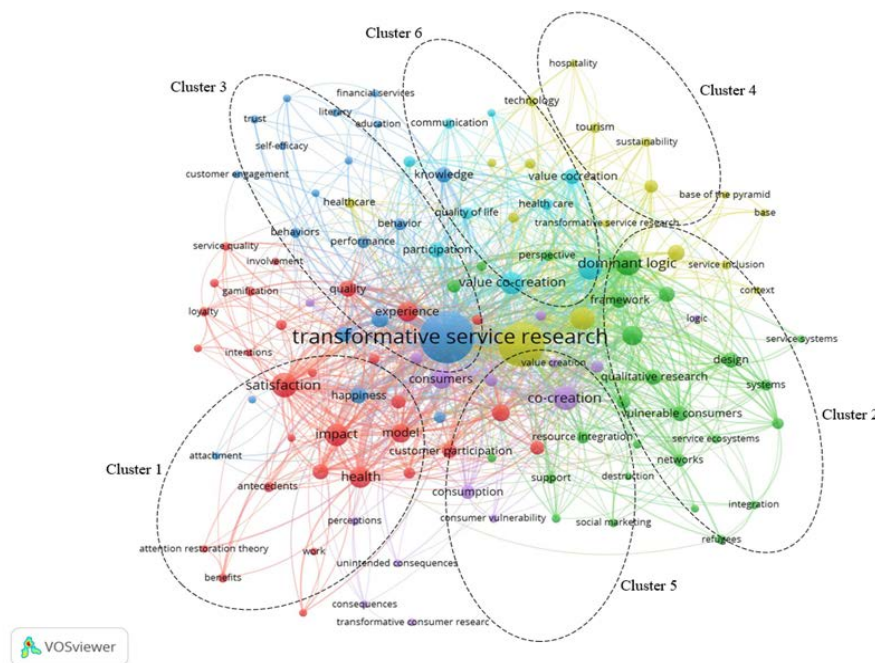 Cluster 6
Cluster 4
Cluster 3
hospitality
financial services
technology
literacy
trust
education
communication
tourism
self-efficacy
sustainability
customer engagement
knowledge
value cocreation
base of the pyramid
healthcare
health care
quality of life
base
behavior
transformative service research
behaviors
performance
participation
perspective
service quality
involvement
dominant logic
service inclusion
gamification
quality
value co-creation
context
framework
loyalty
experience
logic
transformative service research
service systems
intentions
value creation
design
satisfaction
consumers
qualitative research
systems
happiness
co-creation
vulnerable consumers
Cluster 2
impact
model
resource integration
service ecosystems
Cluster 1
attachment
customer participation
networks
health
support
destruction
antecedents
consumption
integration
perceptions
consumer vulnerability
social marketing
refugees
attention restoration theory
work
benefits
unintended consequences
Cluster 5
consequences
transformative consumer researc
VOSviewer